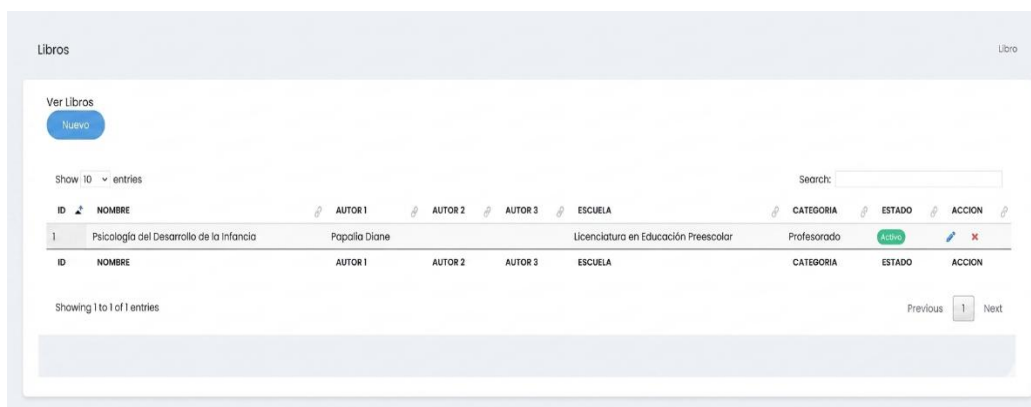 Libros Libro
Ver Libros
Nuevo
Show 10 entries Search:
ID NOMBRE AUTOR 1 AUTOR 2 AUTOR 3 ESCUELA CATEGORIA ESTADO ACCION
1 Psicología del Desarrollo de la Infancia Papalia Diane Licenciatura en Educación Preescolar Profesorado Activo
ID NOMBRE AUTOR 1 AUTOR 2 AUTOR 3 ESCUELA CATEGORIA ESTADO ACCION
Showing 1 to 1 of 1 entries Previous 1 Next